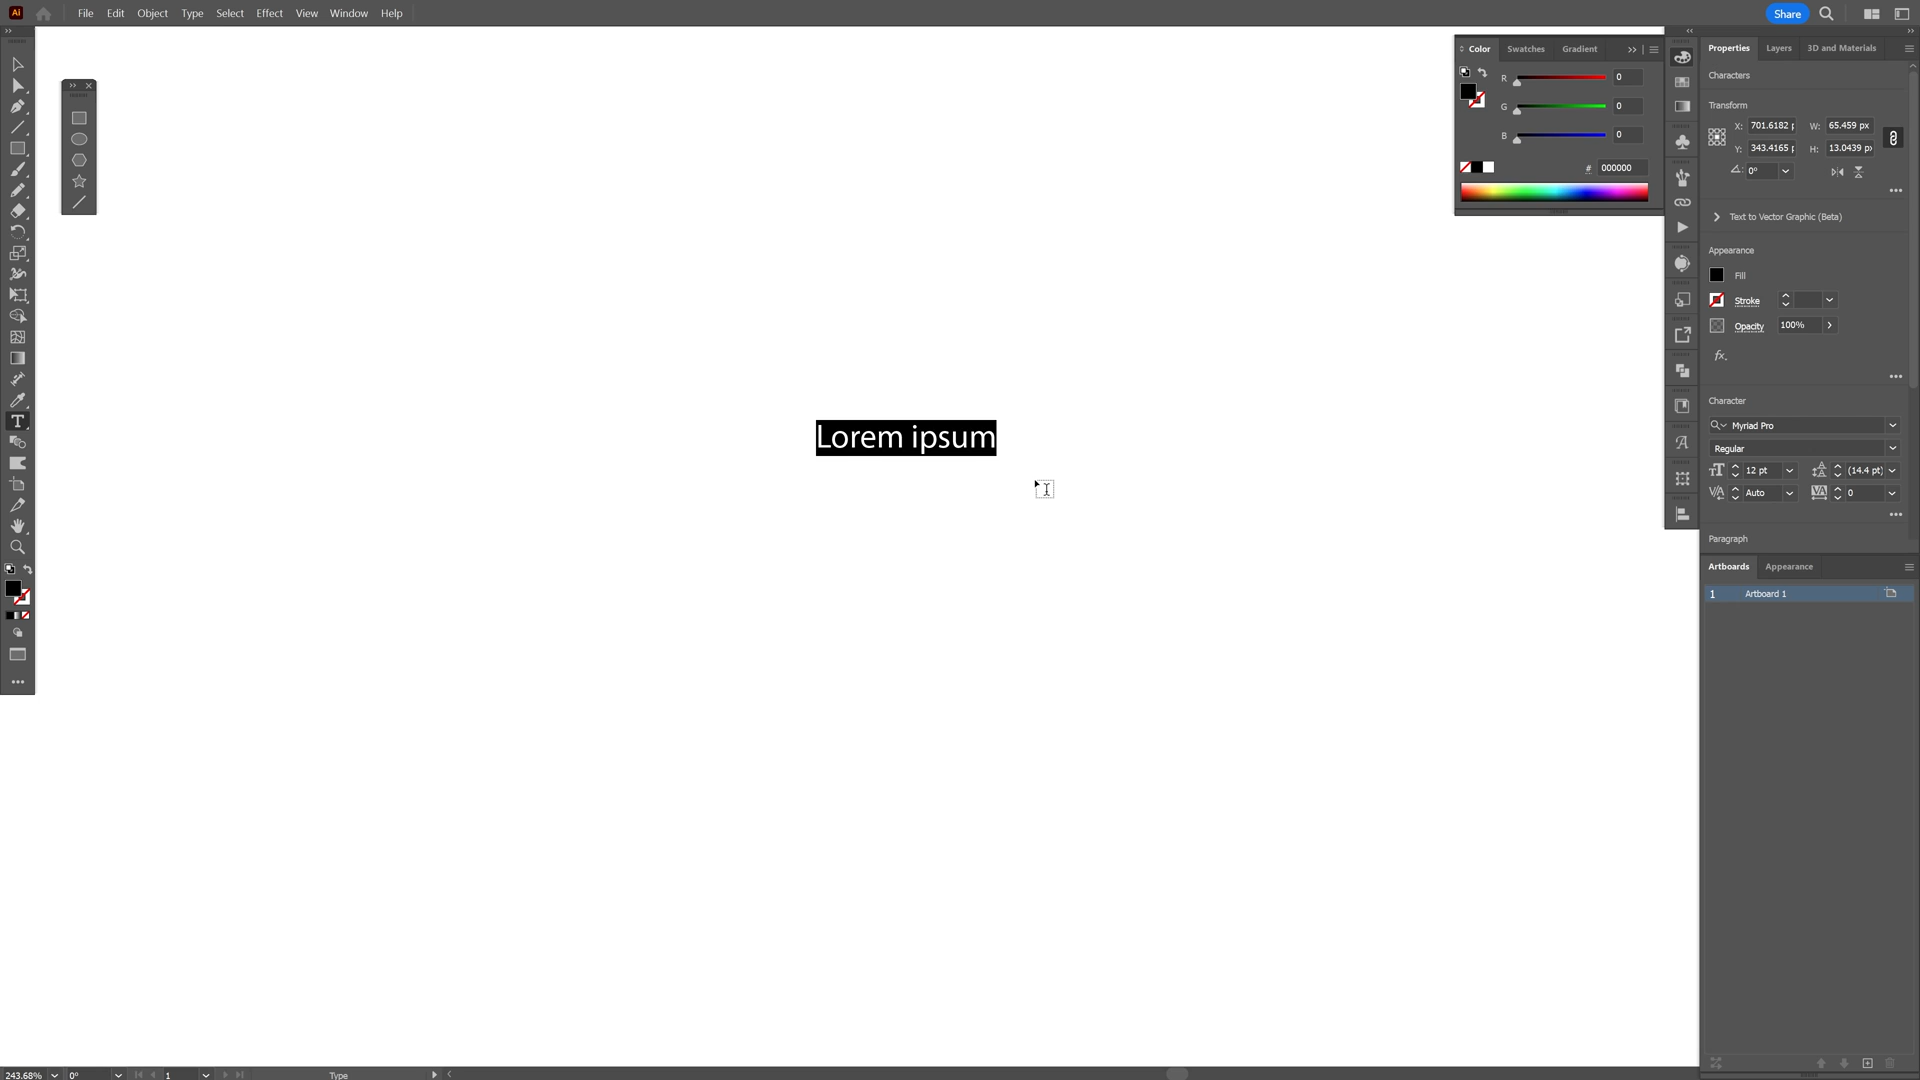 Ai File Edit Object Type Select Effect View Window Help Share
Color Swatches Gradient
R 0
G 0
B 0
# 000000
Properties Layers 3D and Materials
Characters
Transform
X: 701.6182 W: 65.459 px
Y: 343.4165 H: 13.0439 px
0°
Text to Vector Graphic (Beta)
Appearance
Fill
Stroke
Opacity 100%
fx.
Character
Myriad Pro
Regular
12 pt (14.4 pt)
Auto 0
Paragraph
Artboards Appearance
1 Artboard 1
Lorem ipsum
243.68% 0° 1 Type